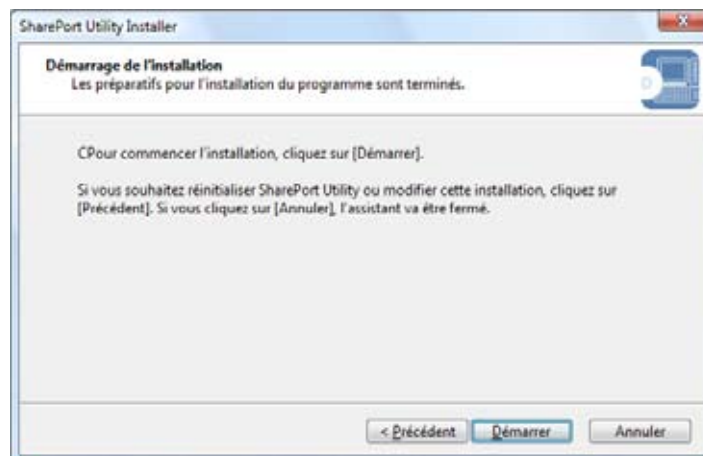 SharePort Utility Installer
Démarrage de l'installation
Les préparatifs pour l'installation du programme sont terminés.
CPour commencer l'installation, cliquez sur [Démarrer].
Si vous souhaitez réinitialiser SharePort Utility ou modifier cette installation, cliquez sur
[Précédent]. Si vous cliquez sur [Annuler], l'assistant va être fermé.
< Précédent Démarrer Annuler